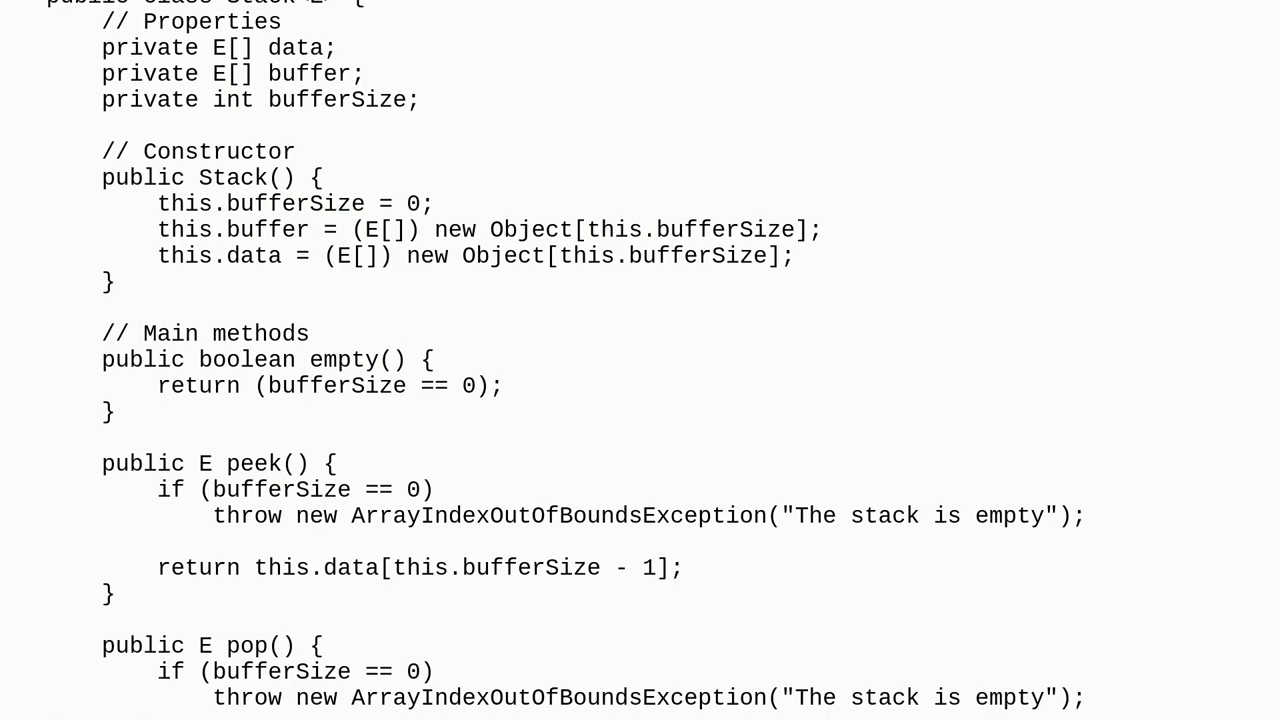 public class Stack<E> {
    // Properties
    private E[] data;
    private E[] buffer;
    private int bufferSize;

    // Constructor
    public Stack() {
        this.bufferSize = 0;
        this.buffer = (E[]) new Object[this.bufferSize];
        this.data = (E[]) new Object[this.bufferSize];
    }

    // Main methods
    public boolean empty() {
        return (bufferSize == 0);
    }

    public E peek() {
        if (bufferSize == 0)
            throw new ArrayIndexOutOfBoundsException("The stack is empty");

        return this.data[this.bufferSize - 1];
    }

    public E pop() {
        if (bufferSize == 0)
            throw new ArrayIndexOutOfBoundsException("The stack is empty");